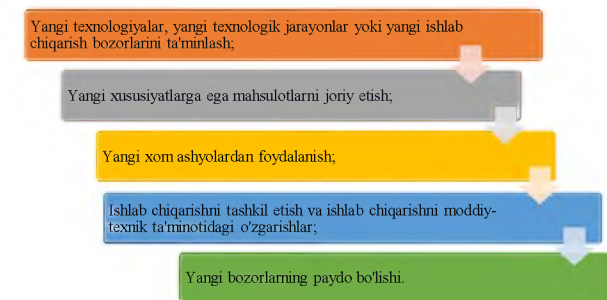 Yangi texnologiyalar, yangi texnologik jarayonlar yoki yangi ishlab
chiqarish bozorlarini ta'minlash;
Yangi xususiyatlarga ega mahsulotlarni joriy etish;
Yangi xom ashyolardan foydalanish;
Ishlab chiqarishni tashkil etish va ishlab chiqarishni moddiy-
texnik ta'minotidagi o'zgarishlar;
Yangi bozorlarning paydo bo'lishi.